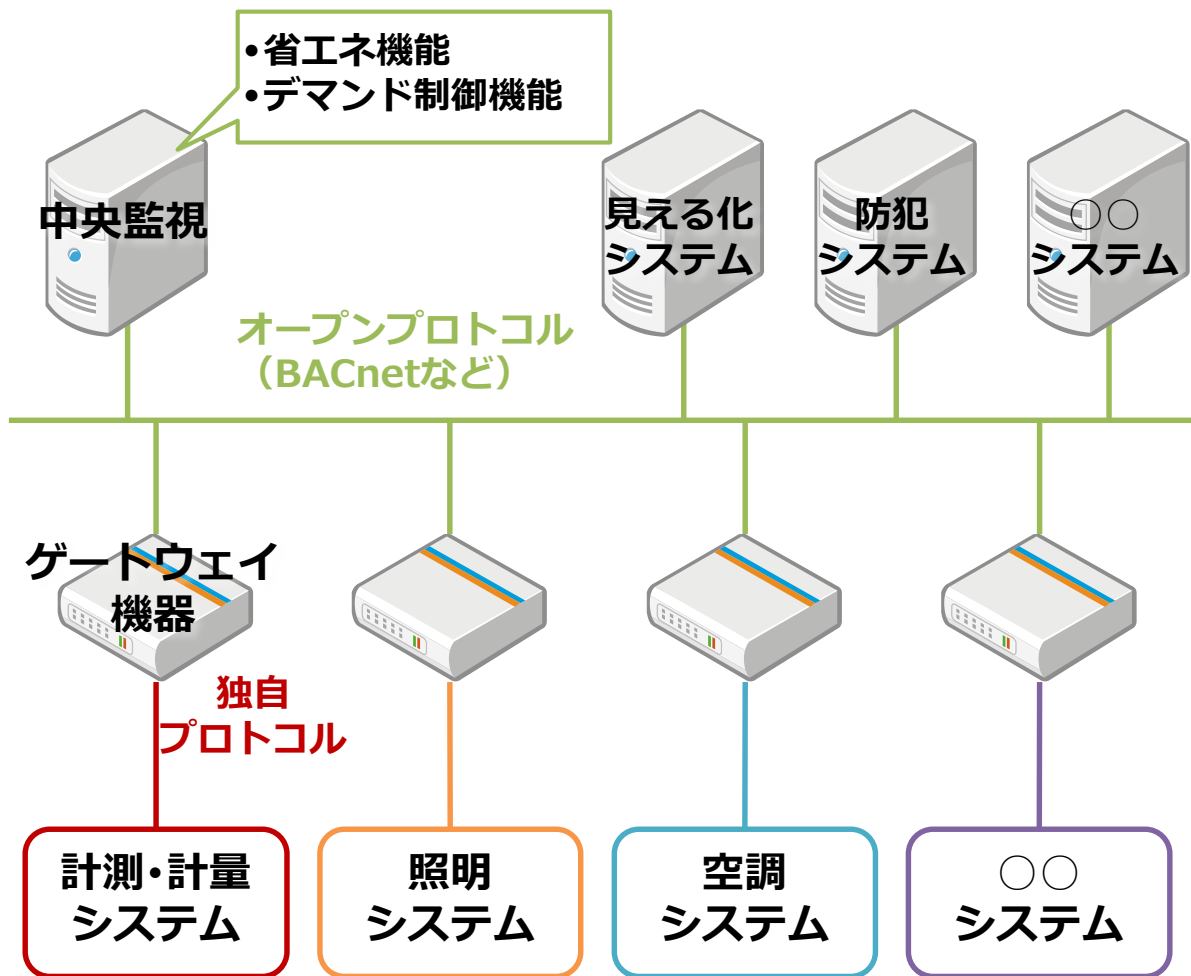 •省エネ機能
•デマンド制御機能
中央監視
見える化
システム
防犯
システム
○○
システム
オープンプロトコル
（BACnetなど）
ゲートウェイ
機器
独自
プロトコル
計測・計量
システム
照明
システム
空調
システム
○○
システム